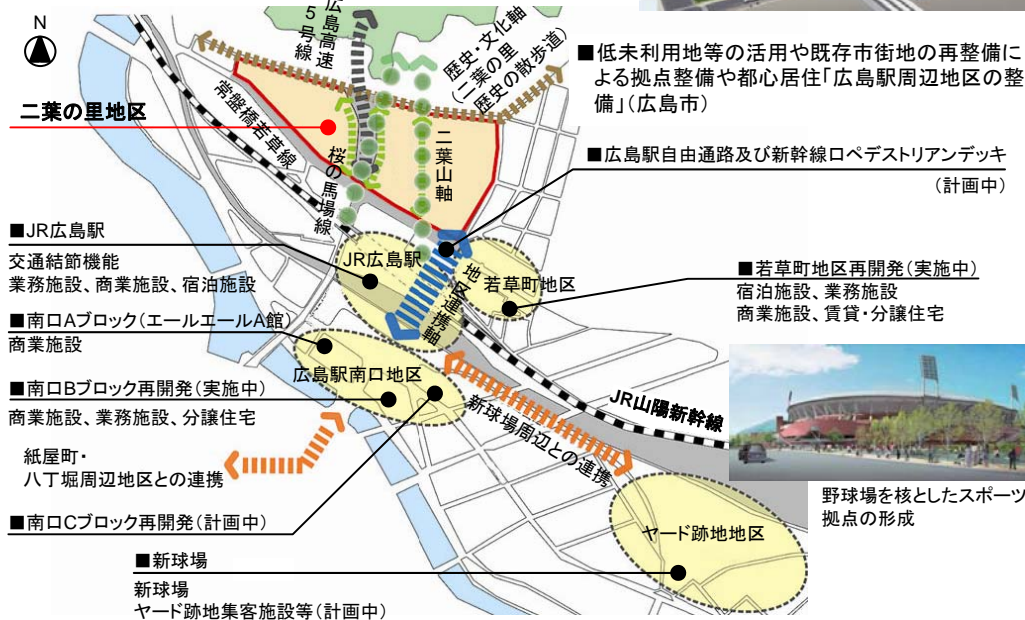 N
広島高速
5号線
歴史・文化軸
(二葉の里
歴史の散歩道)
■低未利用地等の活用や既存市街地の再整備に
よる拠点整備や都心居住「広島駅周辺地区の整
備」(広島市)
二葉の里地区
常盤橋若草線
桜の馬場線
二葉山軸
■広島駅自由通路及び新幹線口ペデストリアンデッキ
(計画中)
■JR広島駅
交通結節機能
業務施設、商業施設、宿泊施設
JR広島駅
地区連携軸
若草町地区
■若草町地区再開発(実施中)
宿泊施設、業務施設
商業施設、賃貸・分譲住宅
■南口Aブロック(エールエールA館)
商業施設
広島駅南口地区
■南口Bブロック再開発(実施中)
商業施設、業務施設、分譲住宅
JR山陽新幹線
新球場周辺との連携
紙屋町・
八丁堀周辺地区との連携
■南口Cブロック再開発(計画中)
野球場を核としたスポーツ
拠点の形成
ヤード跡地地区
■新球場
新球場
ヤード跡地集客施設等(計画中)